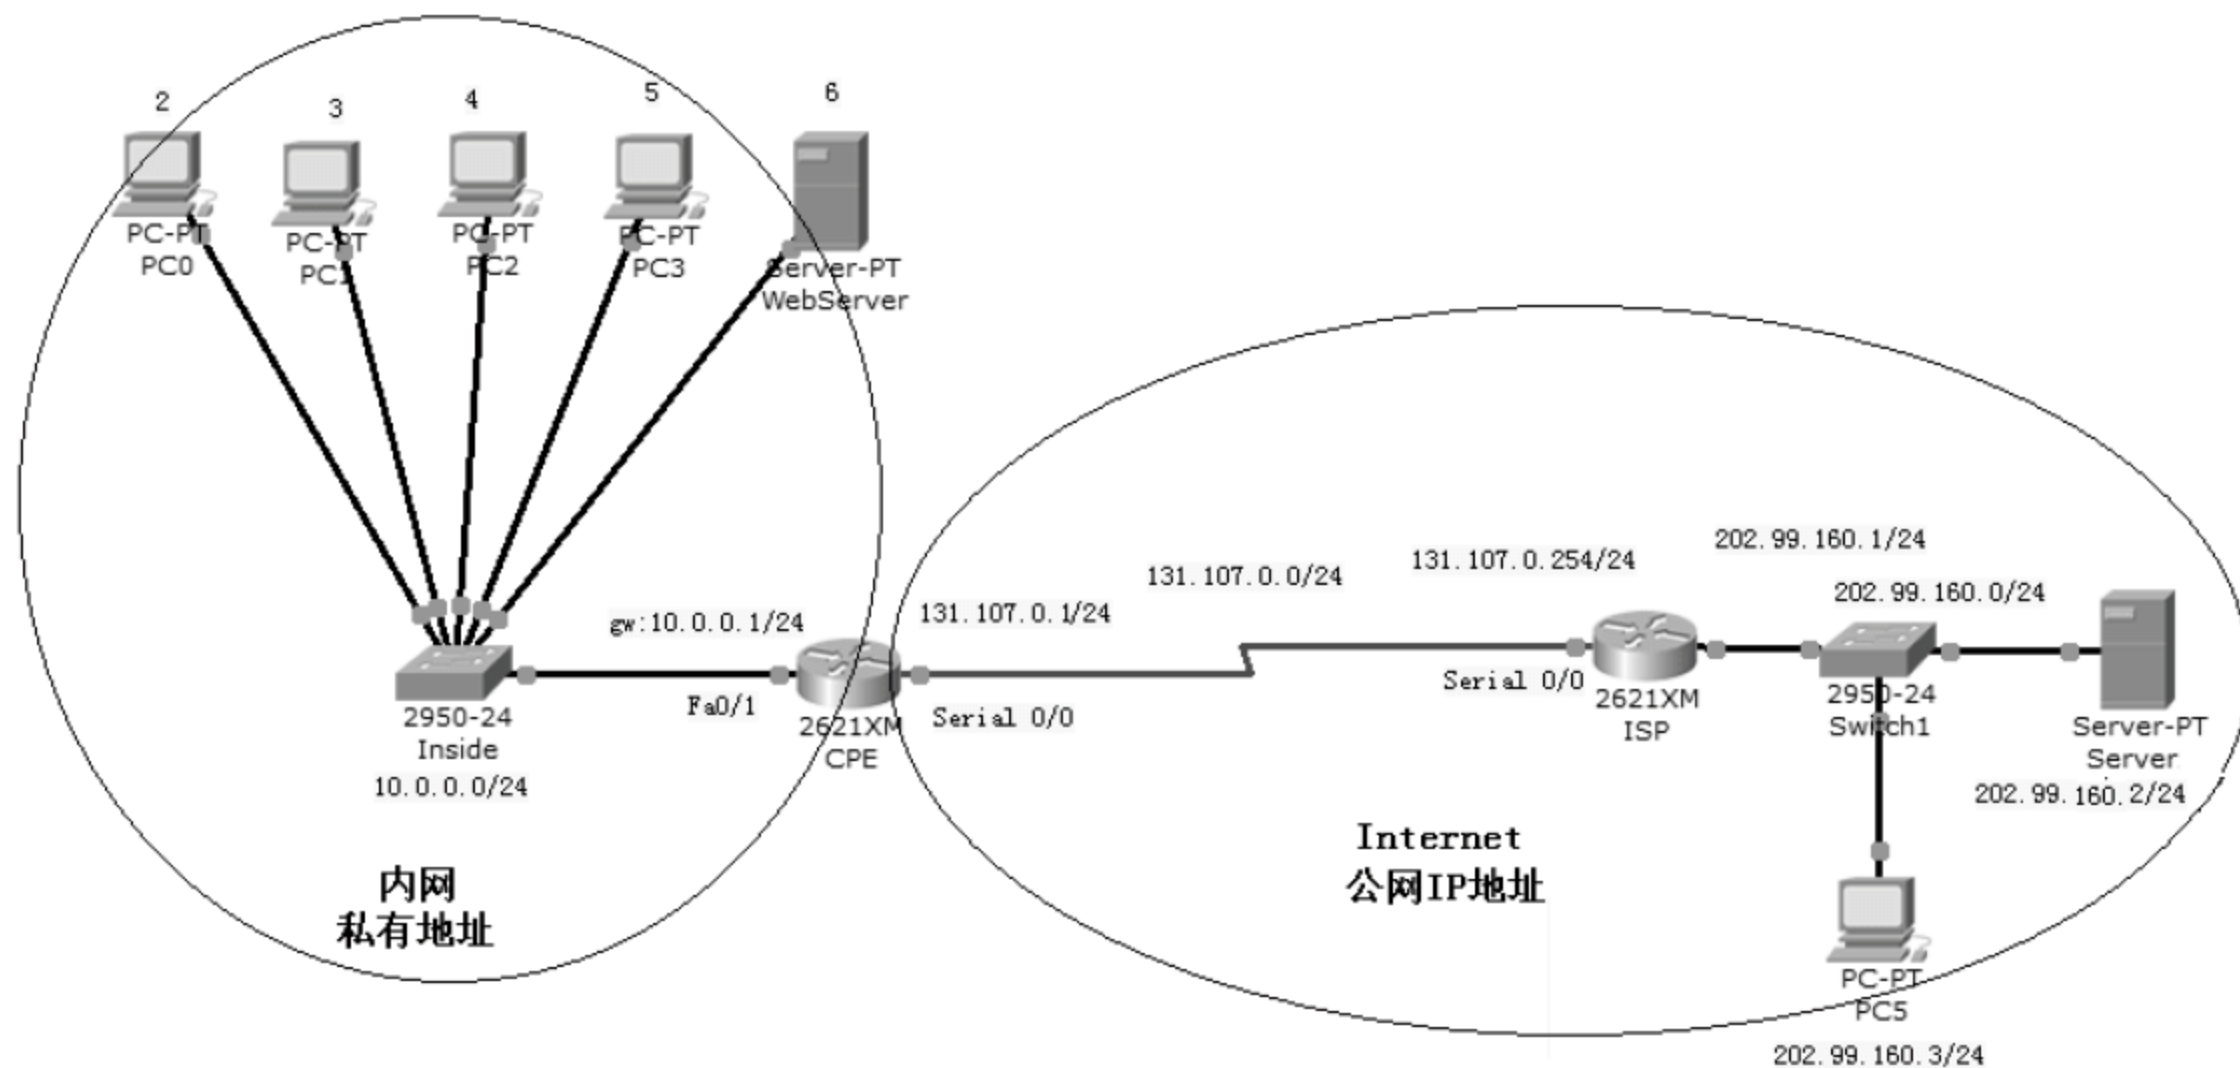 2
3
4
5
6
PC-PT
PC0
PC-PT
PC1
PC-PT
PC2
PC-PT
PC3
Server-PT
WebServer
gw:10.0.0.1/24
Fa0/1
2950-24
Inside
10.0.0.0/24
2621XM
CPE
131.107.0.1/24
Serial 0/0
131.107.0.0/24
131.107.0.254/24
Serial 0/0
2621XM
ISP
202.99.160.1/24
202.99.160.0/24
2950-24
Switch1
Server-PT
Server
202.99.160.2/24
PC-PT
PC5
202.99.160.3/24
内网
私有地址
Internet
公网IP地址